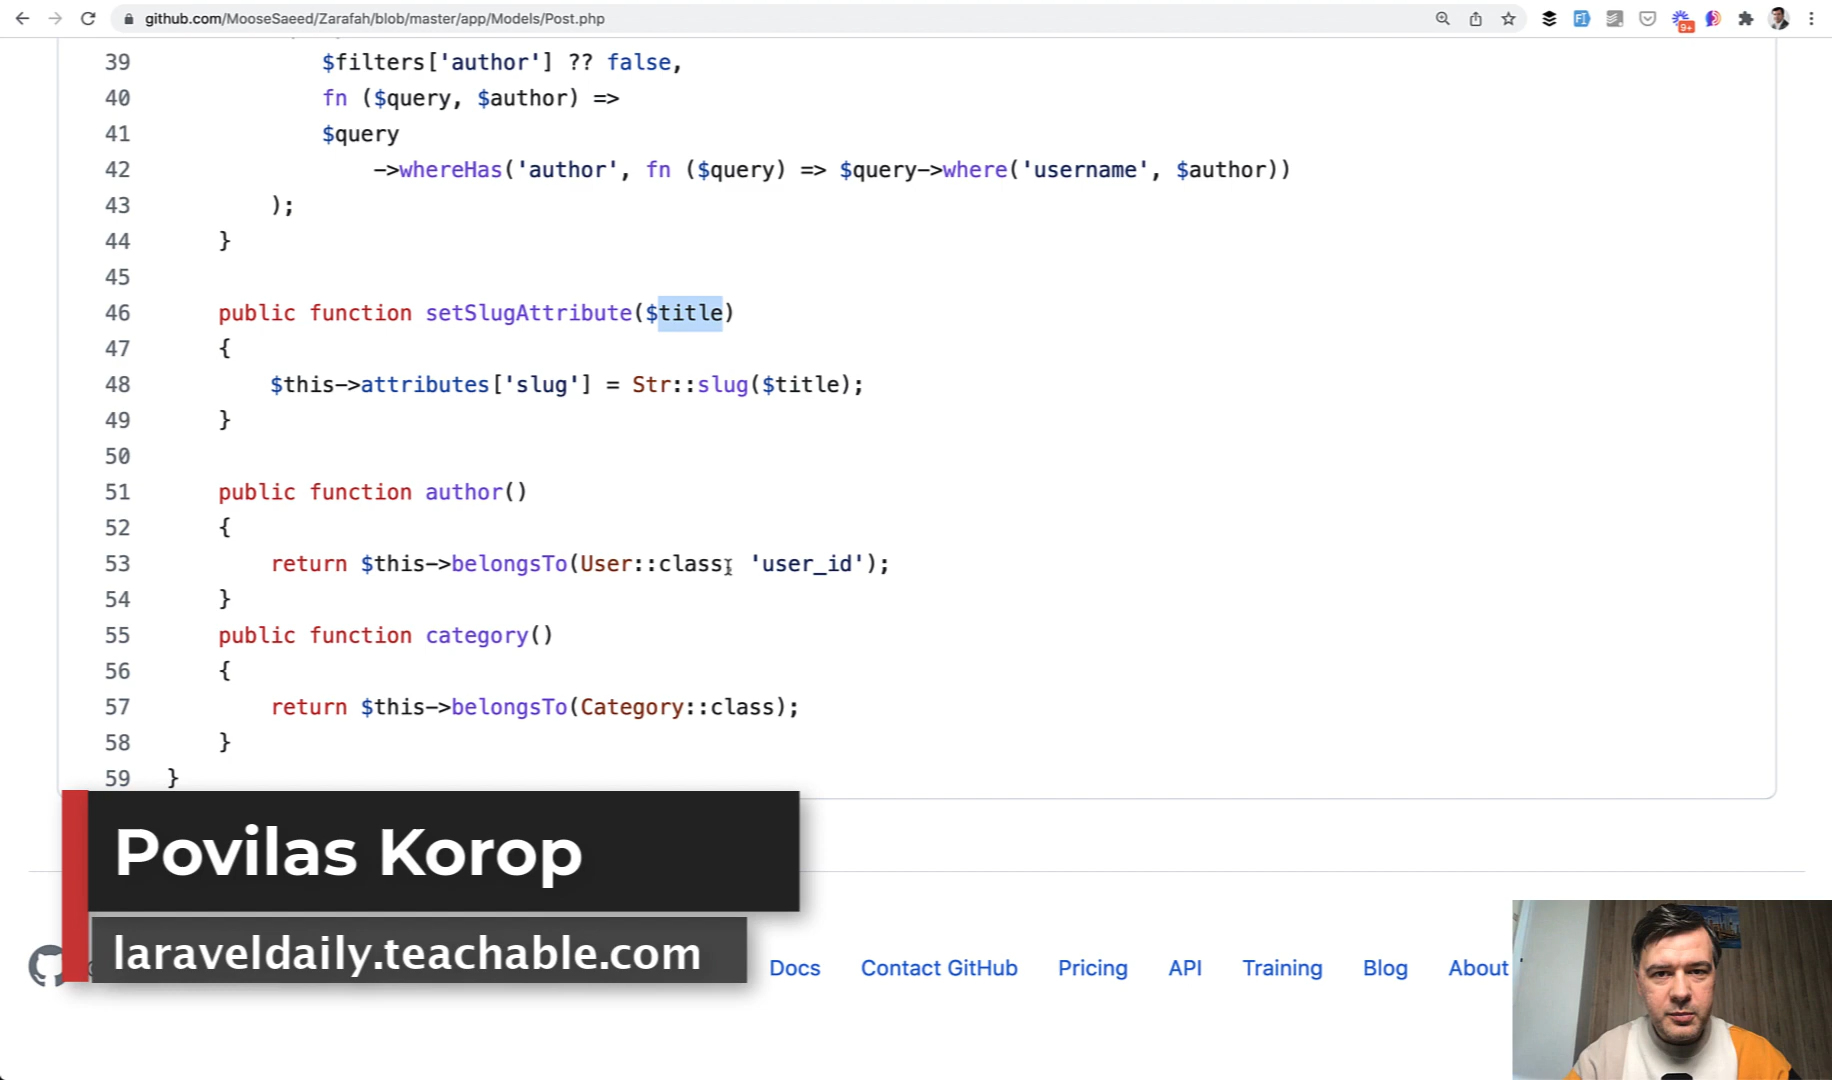 github.com/MooseSaeed/Zarafah/blob/master/app/Models/Post.php
9+
39 $filters['author'] ?? false,
40 fn ($query, $author) =>
41 $query
42 ->whereHas('author', fn ($query) => $query->where('username', $author))
43 );
44 }
45
46 public function setSlugAttribute($title)
47 {
48 $this->attributes['slug'] = Str::slug($title);
49 }
50
51 public function author()
52 {
53 return $this->belongsTo(User::class, 'user_id');
54 }
55 public function category()
56 {
57 return $this->belongsTo(Category::class);
58 }
59 }
Povilas Korop
laraveldaily.teachable.com
Docs Contact GitHub Pricing API Training Blog About